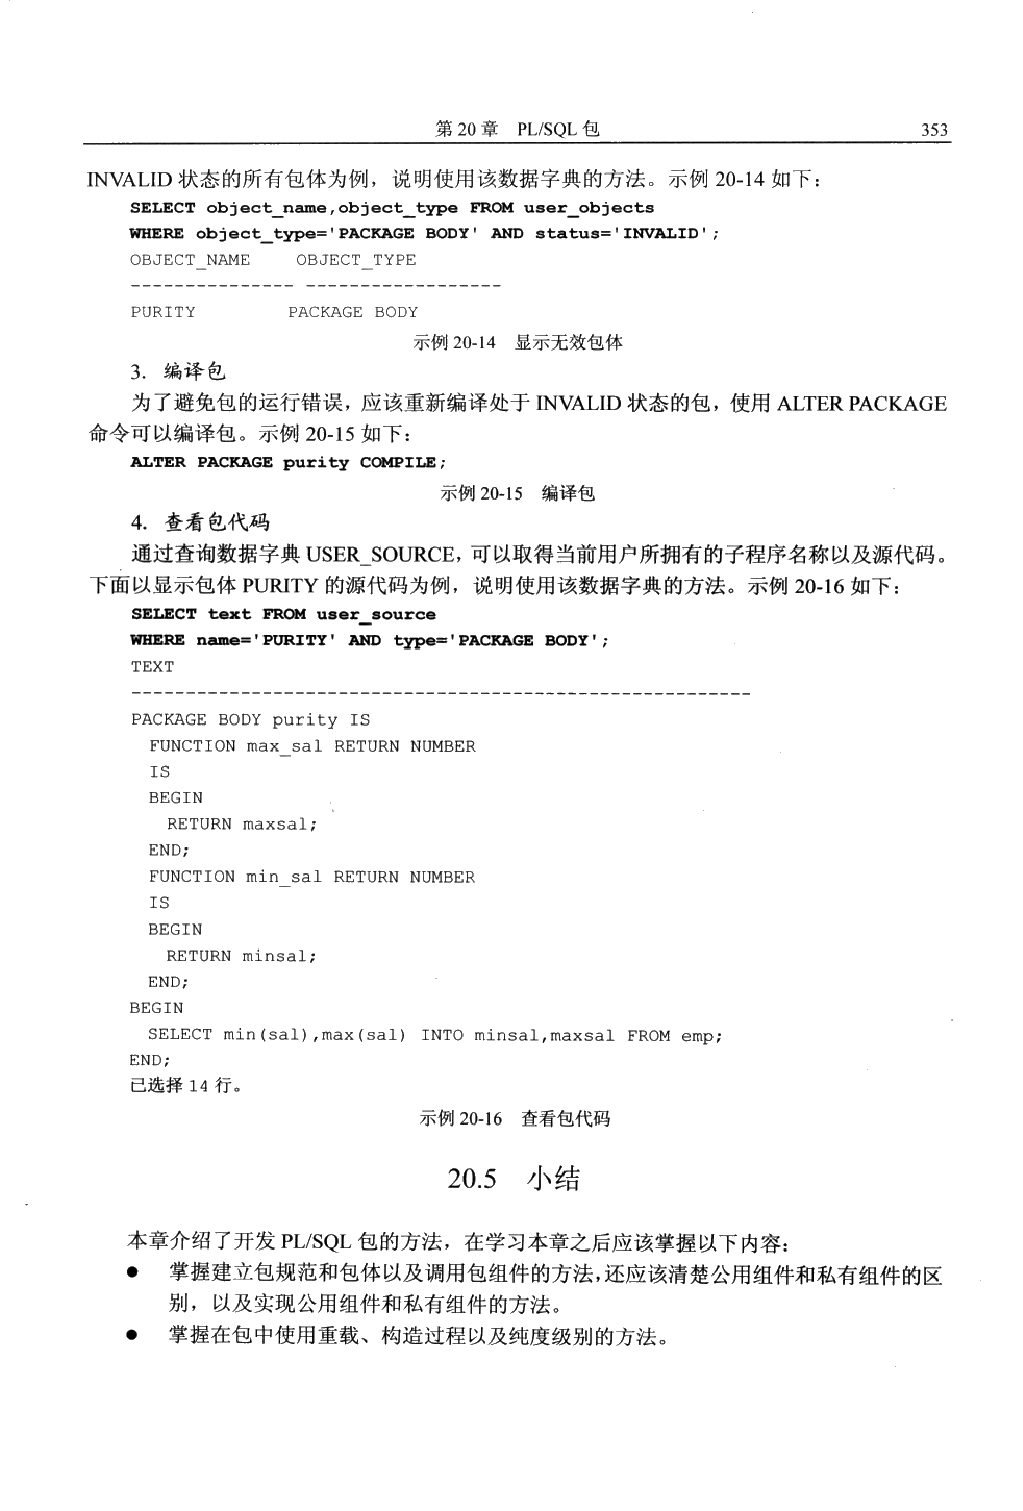 第 20 章 PL/SQL 包 353
INVALID 状态的所有包体为例，说明使用该数据字典的方法。示例 20-14 如下：
SELECT object_name,object_type FROM user_objects
WHERE object_type='PACKAGE BODY' AND status='INVALID';
OBJECT_NAME OBJECT_TYPE
--------------- ------------------
PURITY PACKAGE BODY
示例 20-14 显示无效包体
3. 编译包
为了避免包的运行错误，应该重新编译处于 INVALID 状态的包，使用 ALTER PACKAGE
命令可以编译包。示例 20-15 如下：
ALTER PACKAGE purity COMPILE;
示例 20-15 编译包
4. 查看包代码
通过查询数据字典 USER_SOURCE，可以取得当前用户所拥有的子程序名称以及源代码。
下面以显示包体 PURITY 的源代码为例，说明使用该数据字典的方法。示例 20-16 如下：
SELECT text FROM user_source
WHERE name='PURITY' AND type='PACKAGE BODY';
TEXT
---------------------------------------------------------
PACKAGE BODY purity IS
FUNCTION max_sal RETURN NUMBER
IS
BEGIN
RETURN maxsal;
END;
FUNCTION min_sal RETURN NUMBER
IS
BEGIN
RETURN minsal;
END;
BEGIN
SELECT min(sal),max(sal) INTO minsal,maxsal FROM emp;
END;
已选择 14 行。
示例 20-16 查看包代码
20.5 小结
本章介绍了开发 PL/SQL 包的方法，在学习本章之后应该掌握以下内容：
● 掌握建立包规范和包体以及调用包组件的方法，还应该清楚公用组件和私有组件的区
别，以及实现公用组件和私有组件的方法。
● 掌握在包中使用重载、构造过程以及纯度级别的方法。